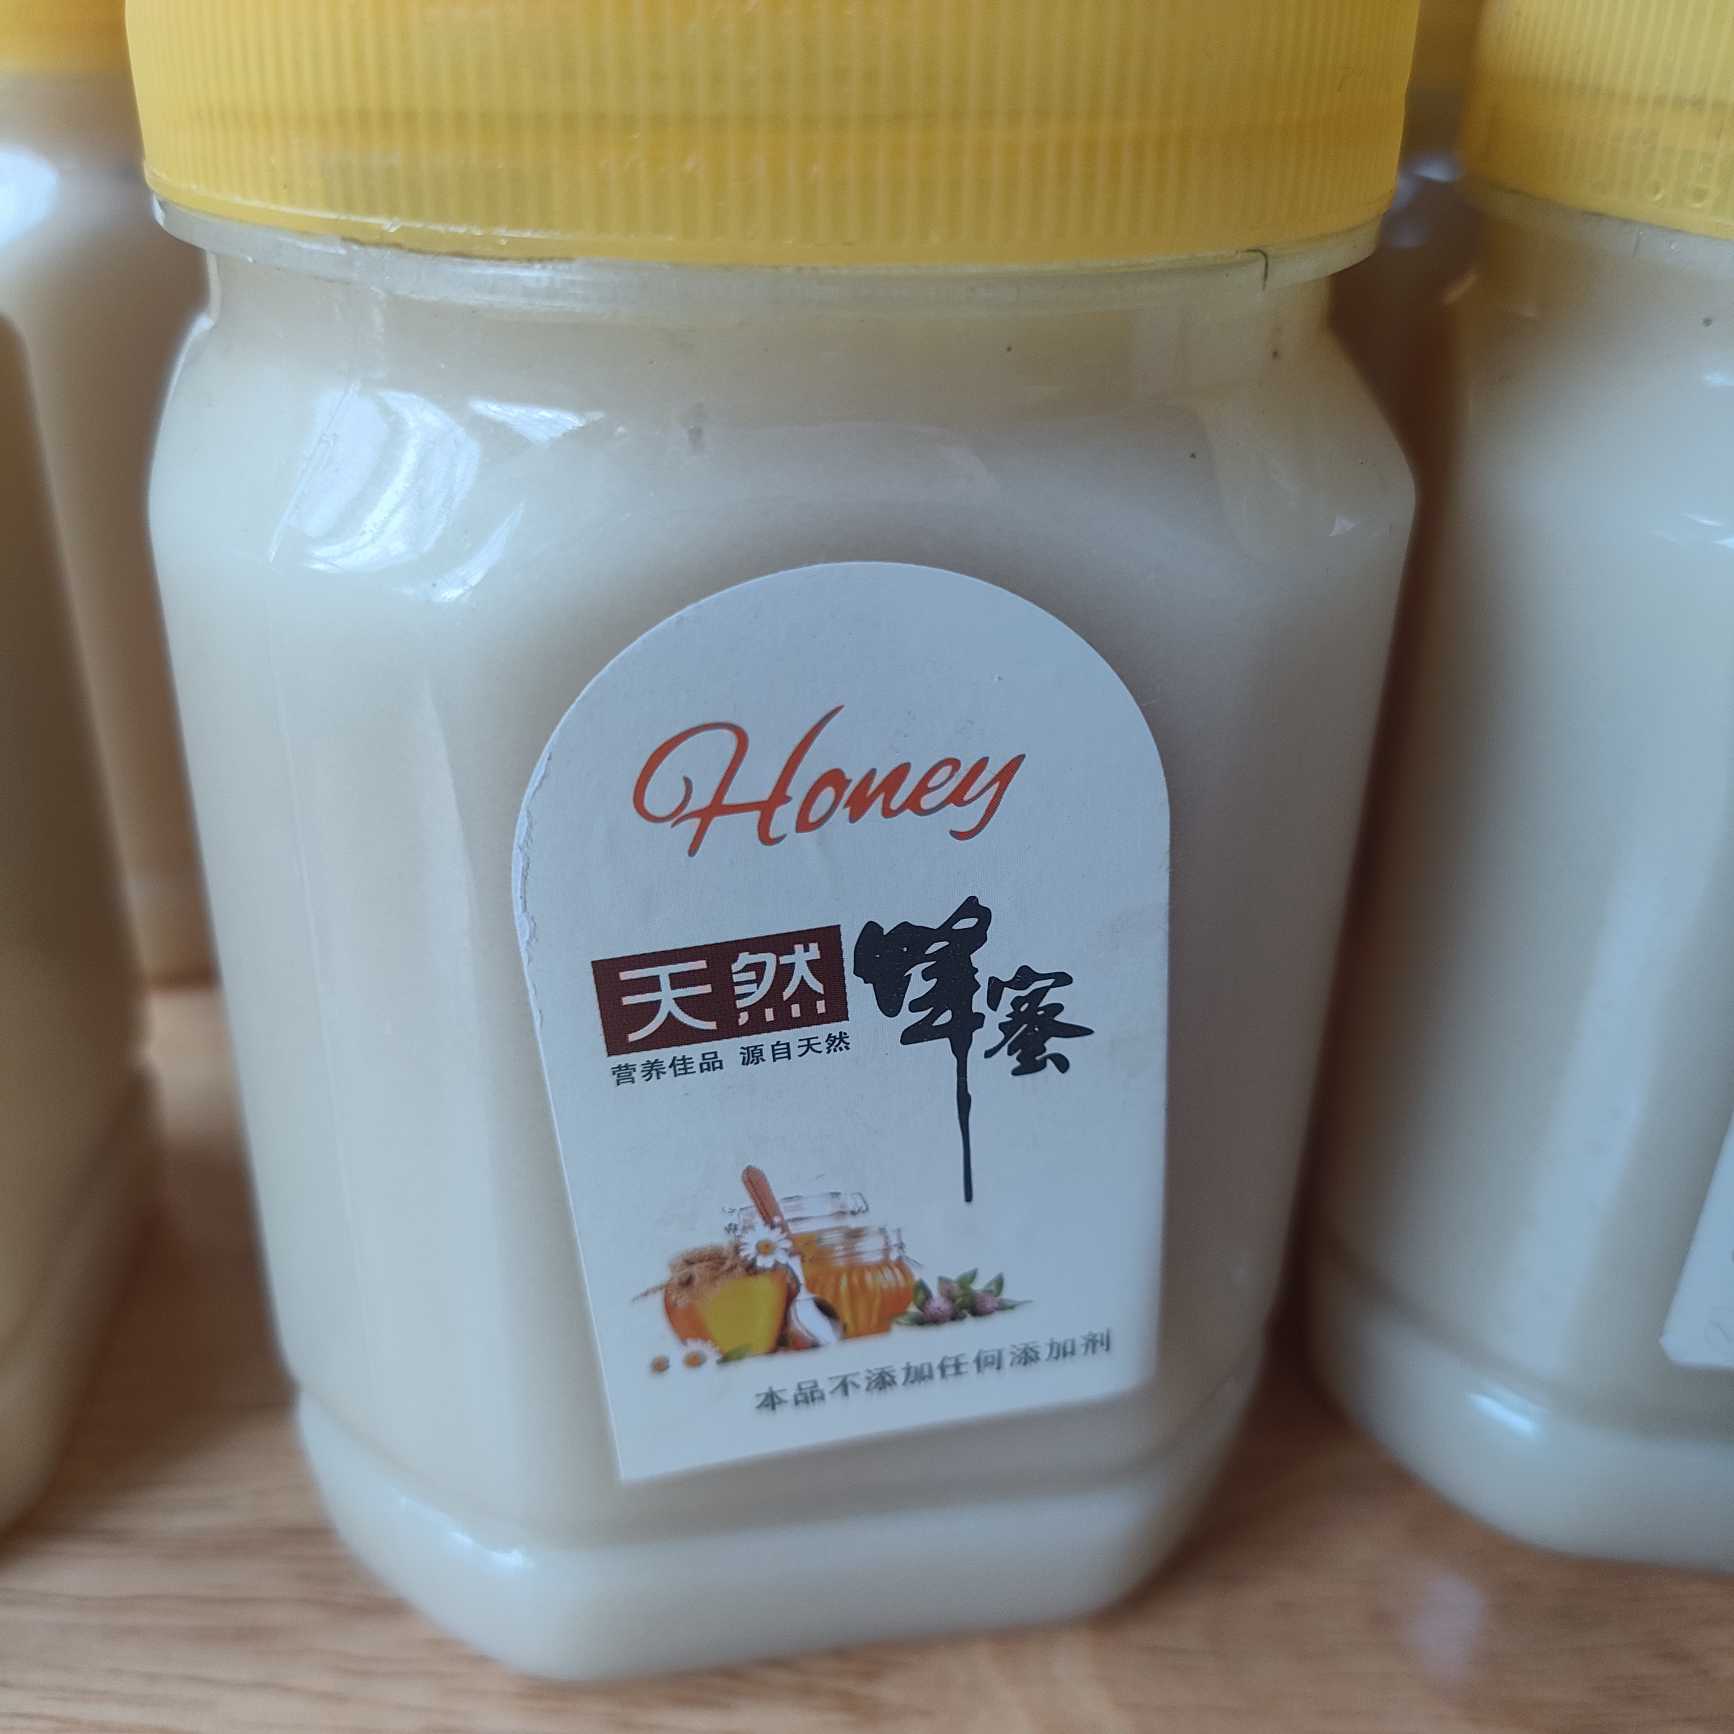 Honey
天然蜂蜜
营养佳品 源自天然
本品不添加任何添加剂